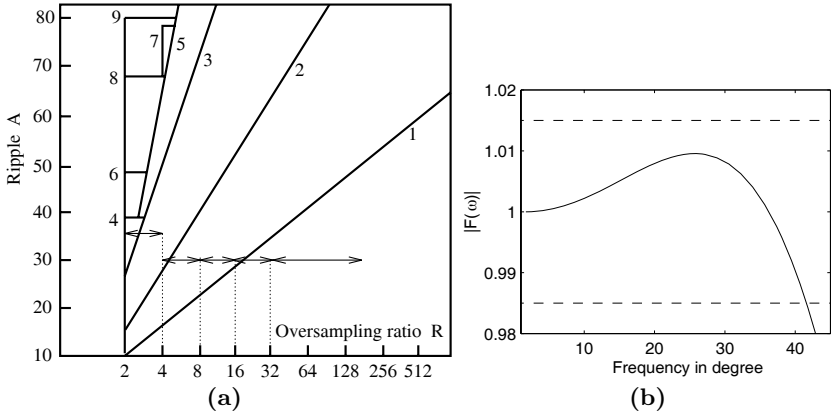 80
70
60
50
40
30
20
10
Ripple A
9
7
5
8
3
6
4
2
1
Oversampling ratio R
2 4 8 16 32 64 128 256 512
(a)
1.02
1.01
1
0.99
0.98
|F(ω)|
10 20 30 40
Frequency in degree
(b)